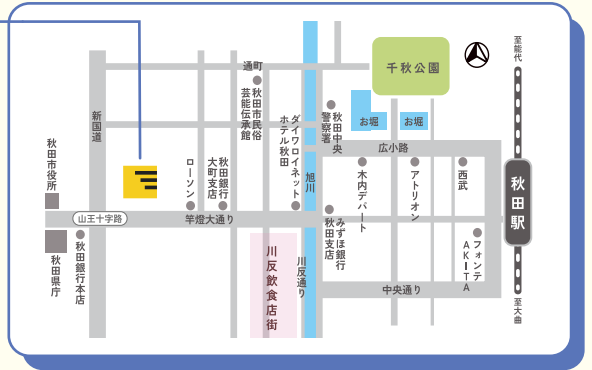 至能代
千秋公園
通町
新国道
秋田市民俗
芸能伝承館
ダイワロイネット
ホテル秋田
秋田中央
警察署
お堀
お堀
広小路
秋田市役所
ローソン
秋田銀行
大町支店
旭川
木内デパート
アトリオン
西武
秋田駅
山王十字路
竿燈大通り
みずほ銀行
秋田支店
フォンテ
AKITA
秋田県庁
秋田銀行本店
川反飲食店街
川反通り
中央通り
至大曲